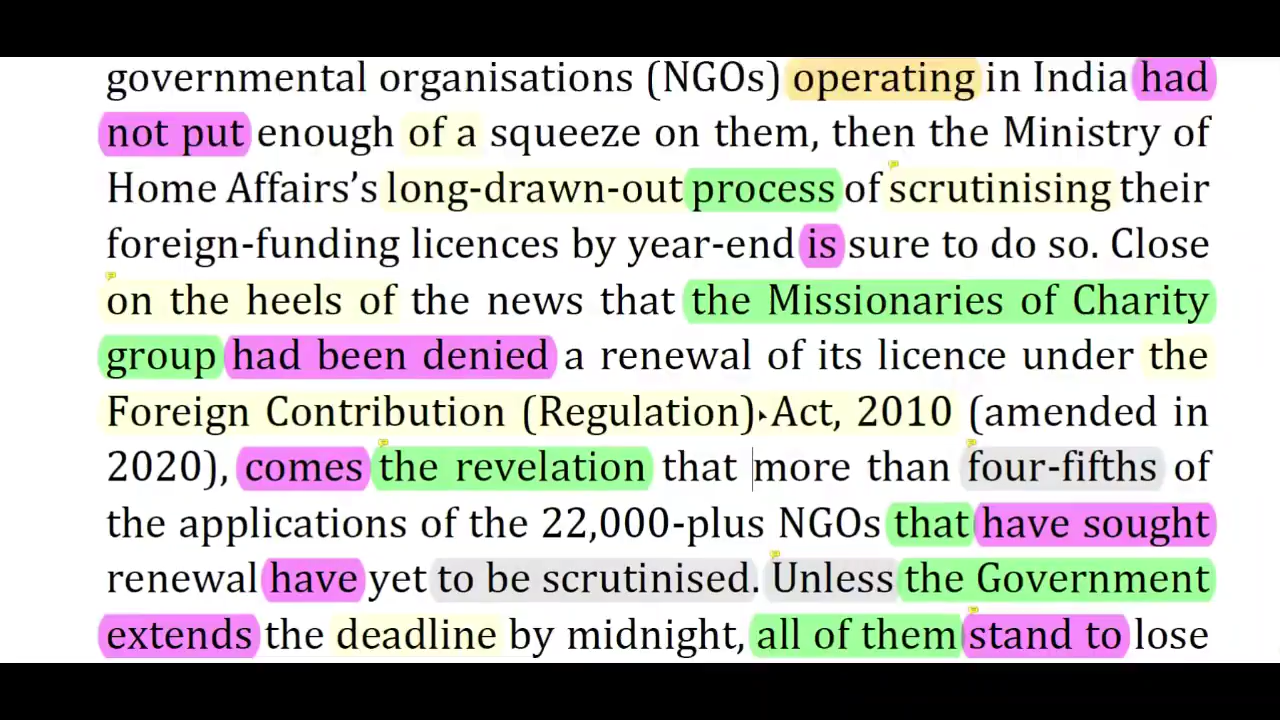 governmental organisations (NGOs) operating in India had
not put enough of a squeeze on them, then the Ministry of
Home Affairs’s long-drawn-out process of scrutinising their
foreign-funding licences by year-end is sure to do so. Close
on the heels of the news that the Missionaries of Charity
group had been denied a renewal of its licence under the
Foreign Contribution (Regulation) Act, 2010 (amended in
2020), comes the revelation that more than four-fifths of
the applications of the 22,000-plus NGOs that have sought
renewal have yet to be scrutinised. Unless the Government
extends the deadline by midnight, all of them stand to lose